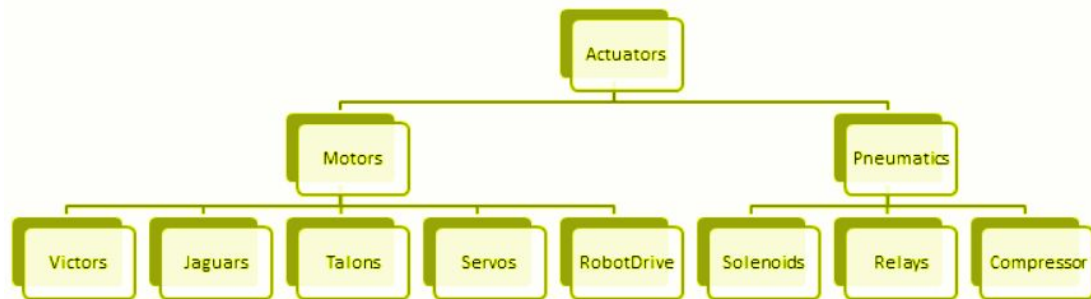 Actuators
Motors
Pneumatics
Victors
Jaguars
Talons
Servos
RobotDrive
Solenoids
Relays
Compressor